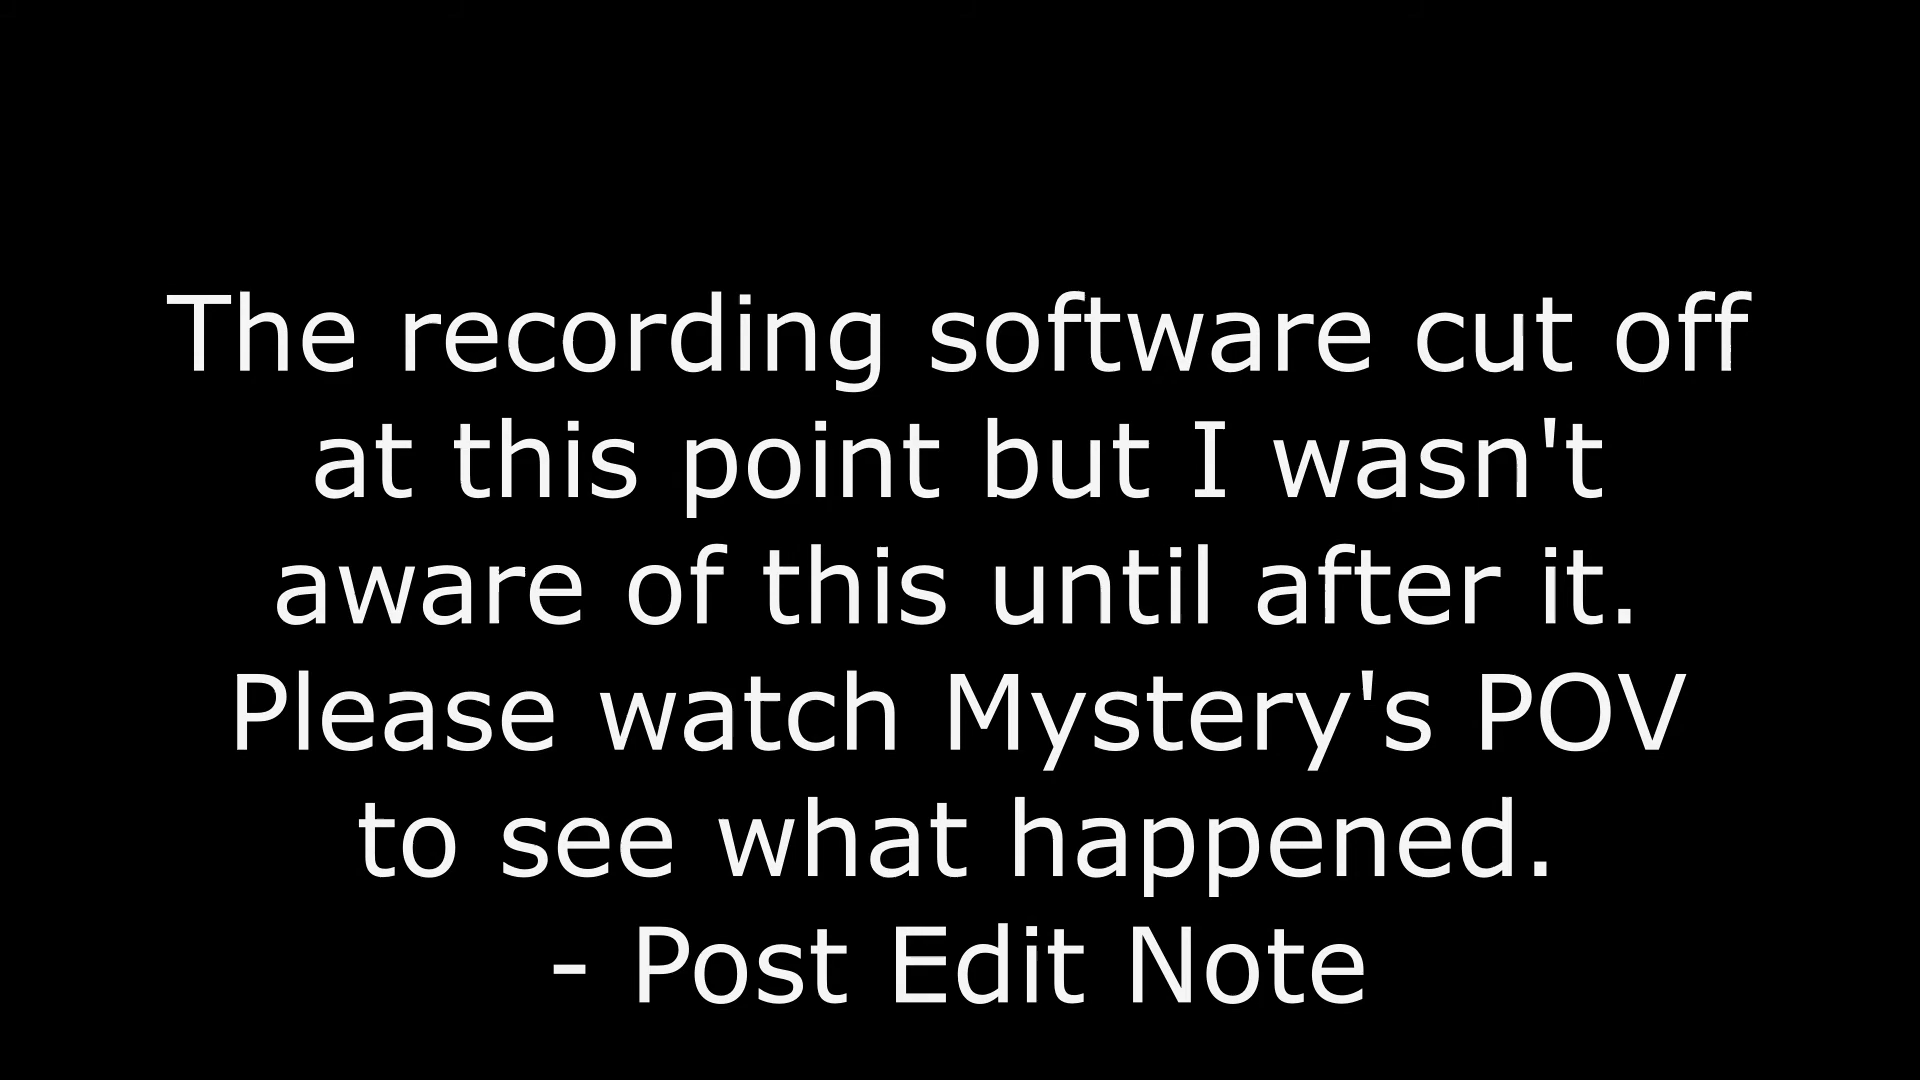 The recording software cut off
at this point but I wasn't
aware of this until after it.
Please watch Mystery's POV
to see what happened.
- Post Edit Note